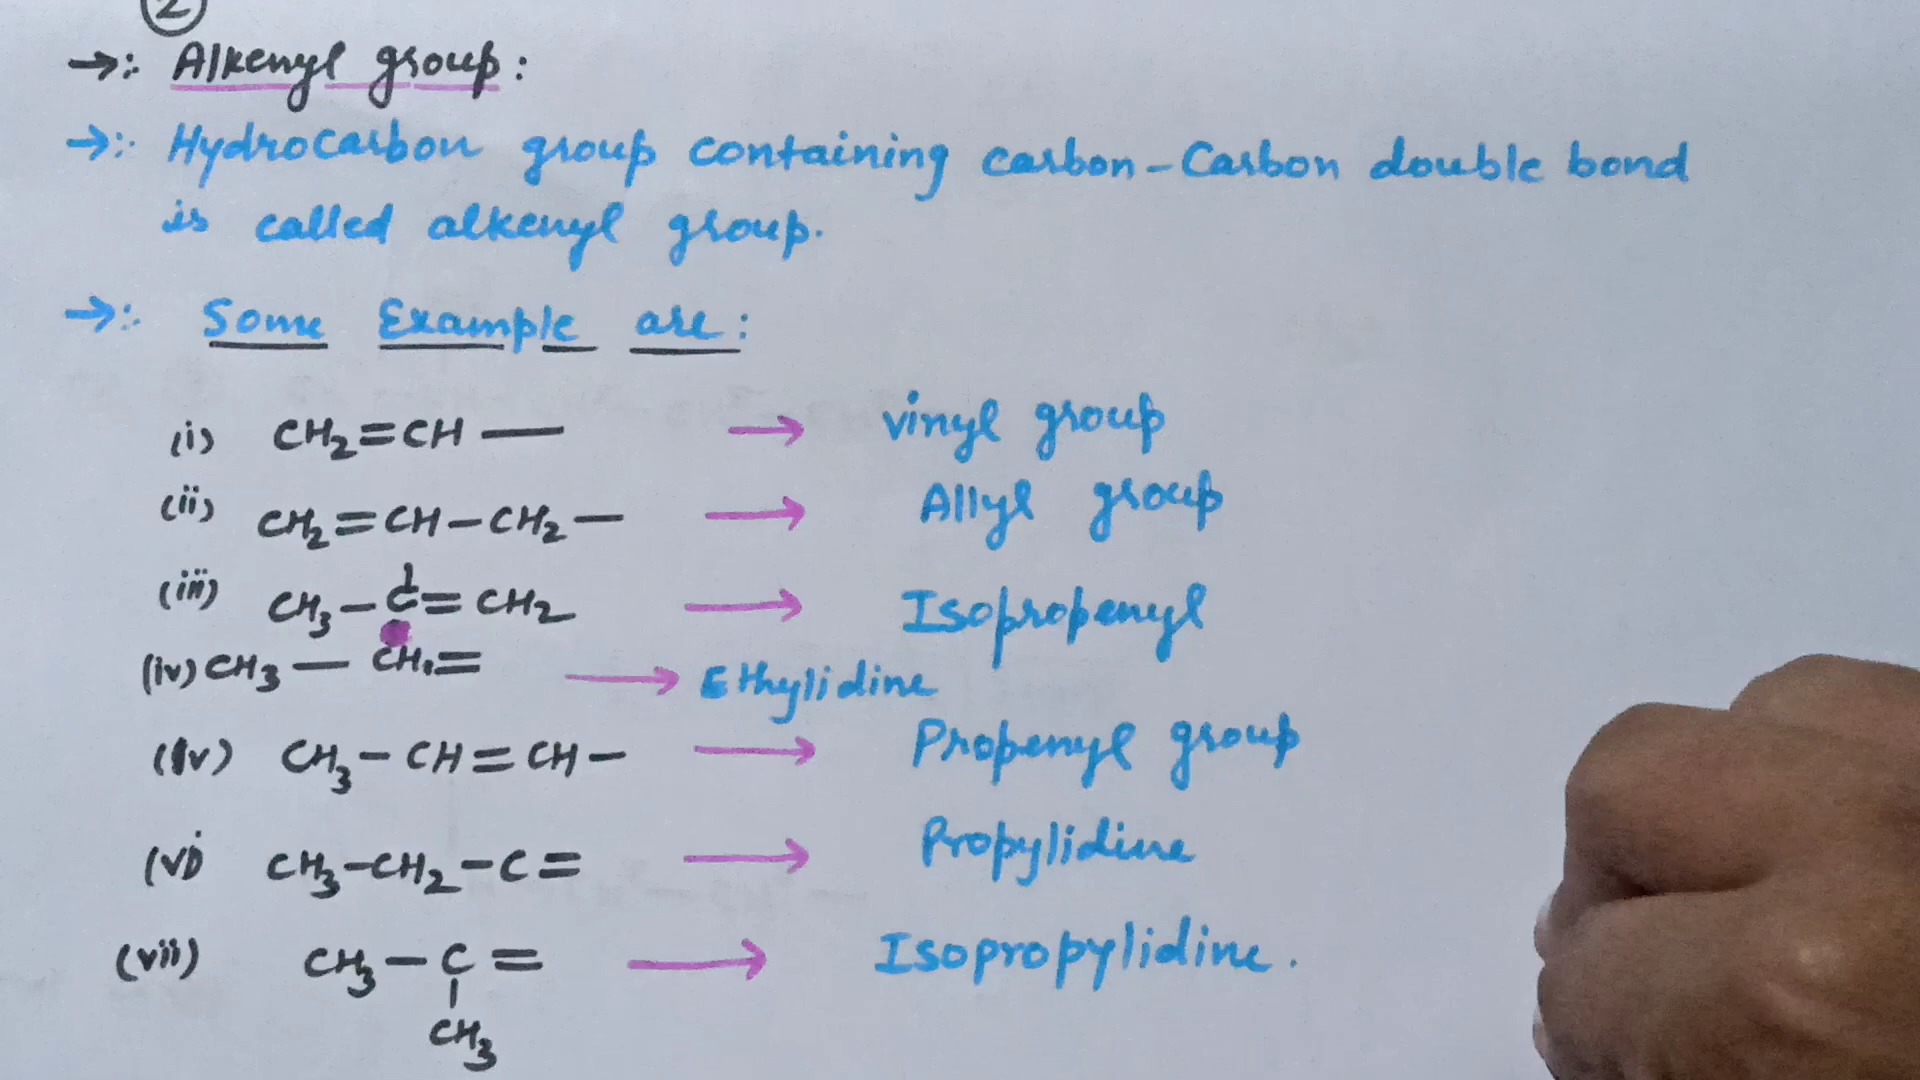 2
→:. Alkenyl group:
→:. Hydrocarbon group containing carbon-Carbon double bond
is called alkenyl group.
→:. Some Example are:
(i) CH₂=CH — → vinyl group
(ii) CH₂=CH-CH₂- → Allyl group
(iii) CH₃-C=CH₂ → Isopropenyl
(iv) CH₃ — CH= → Ethylidine
(v) CH₃-CH=CH- → Propenyl group
(vi) CH₃-CH₂-C= → Propylidine
(vii) CH₃-C= → Isopropylidine.
CH₃